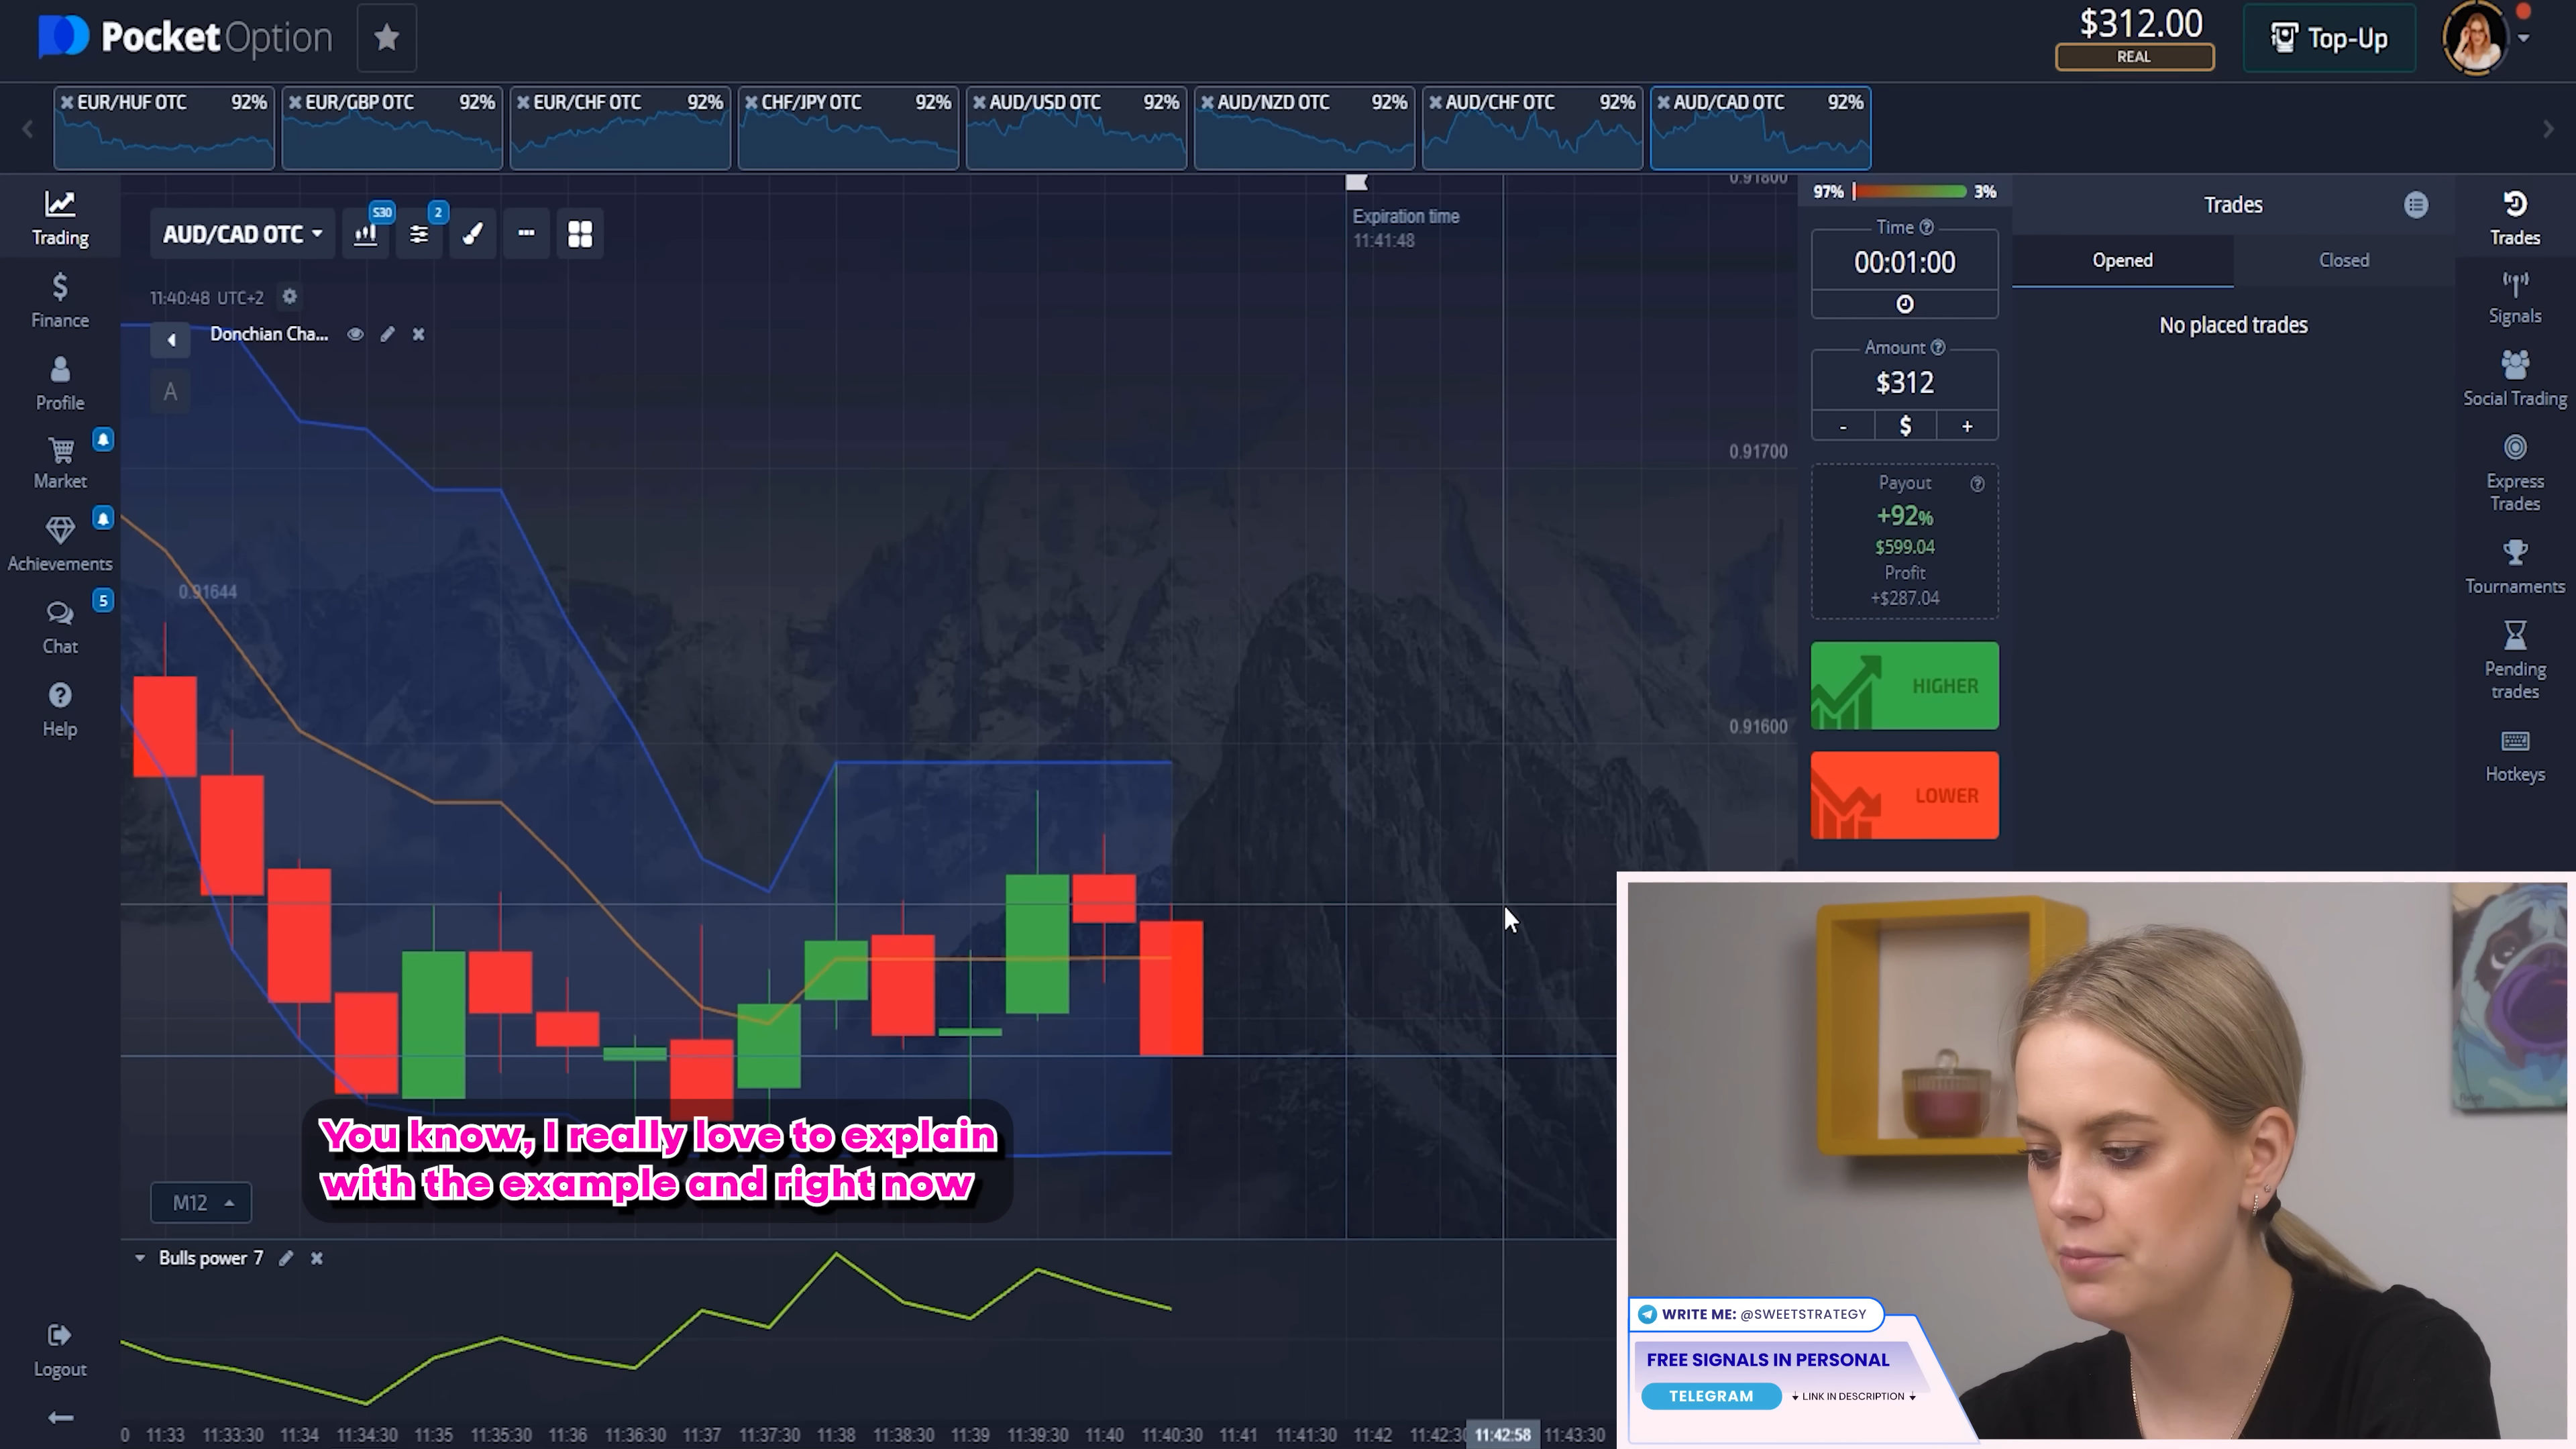 Pocket Option
$312.00
REAL
Top-Up
EUR/HUF OTC 92%
EUR/GBP OTC 92%
EUR/CHF OTC 92%
CHF/JPY OTC 92%
AUD/USD OTC 92%
AUD/NZD OTC 92%
AUD/CHF OTC 92%
AUD/CAD OTC 92%
Trading
Finance
Profile
Market
Achievements
5
Chat
Help
Logout
AUD/CAD OTC
S30
2
11:40:48 UTC+2
Donchian Cha...
A
0.91644
Expiration time
11:41:48
0.91800
0.91700
0.91600
You know, I really love to explain
with the example and right now
M12
Bulls power 7
0 11:33 11:33:30 11:34 11:34:30 11:35 11:35:30 11:36 11:36:30 11:37 11:37:30 11:38 11:38:30 11:39 11:39:30 11:40 11:40:30 11:41 11:41:30 11:42 11:42:30 11:42:58 11:43:30
97% 3%
Time
00:01:00
Amount
$312
- $ +
Payout
+92%
$599.04
Profit
+$287.04
HIGHER
LOWER
Trades
Opened Closed
No placed trades
Trades
Signals
Social Trading
Express
Trades
Tournaments
Pending
trades
Hotkeys
WRITE ME: @SWEETSTRATEGY
FREE SIGNALS IN PERSONAL
TELEGRAM
LINK IN DESCRIPTION